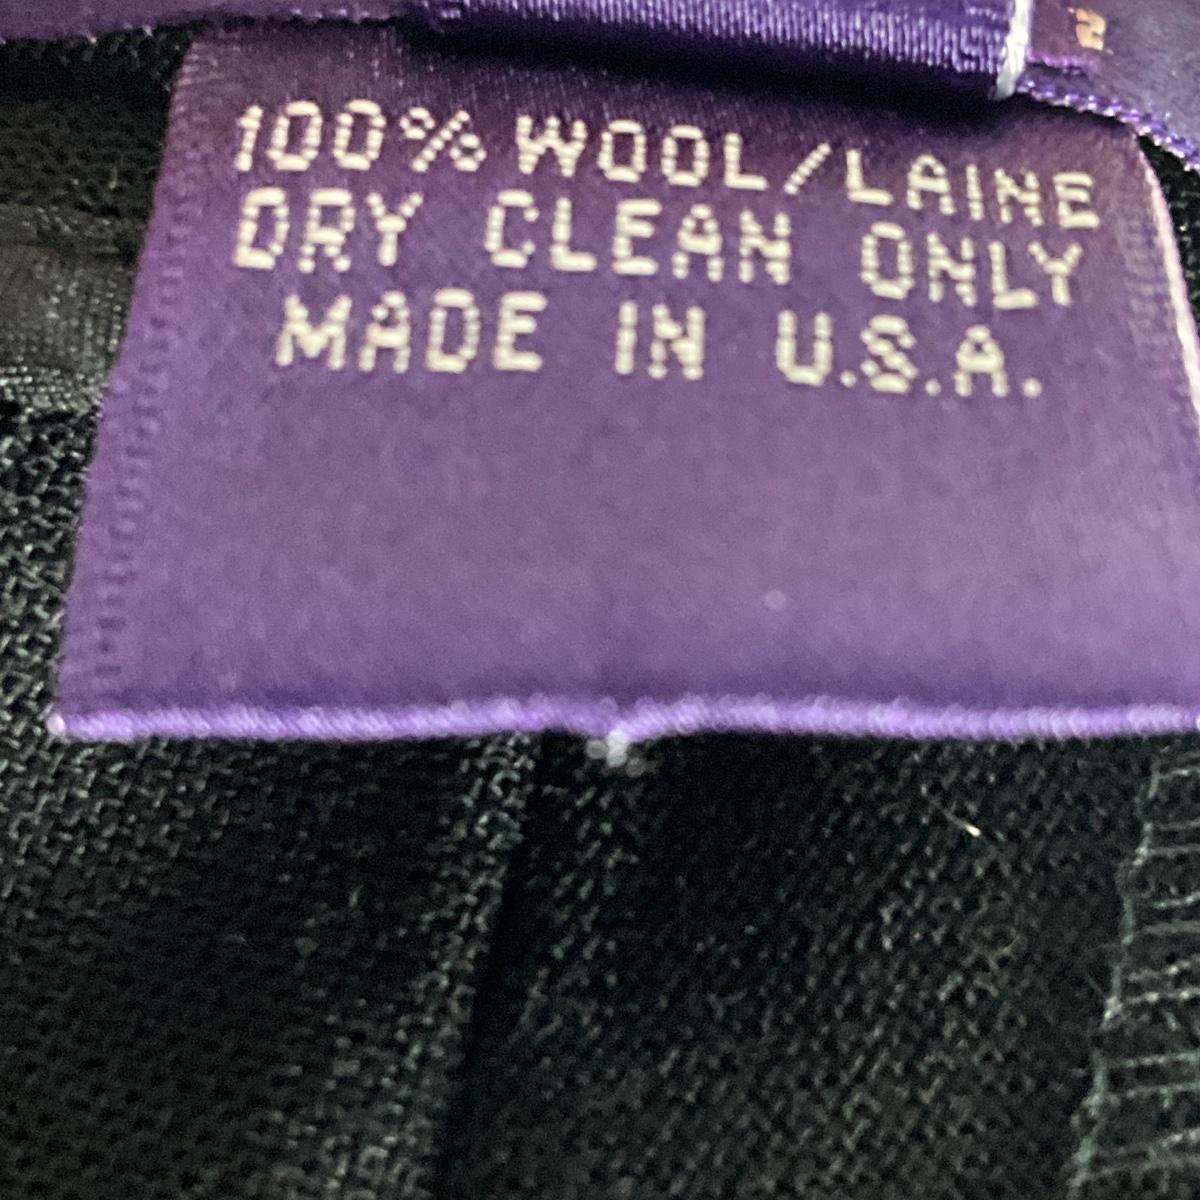 100% WOOL/LAINE
DRY CLEAN ONLY
MADE IN U.S.A.